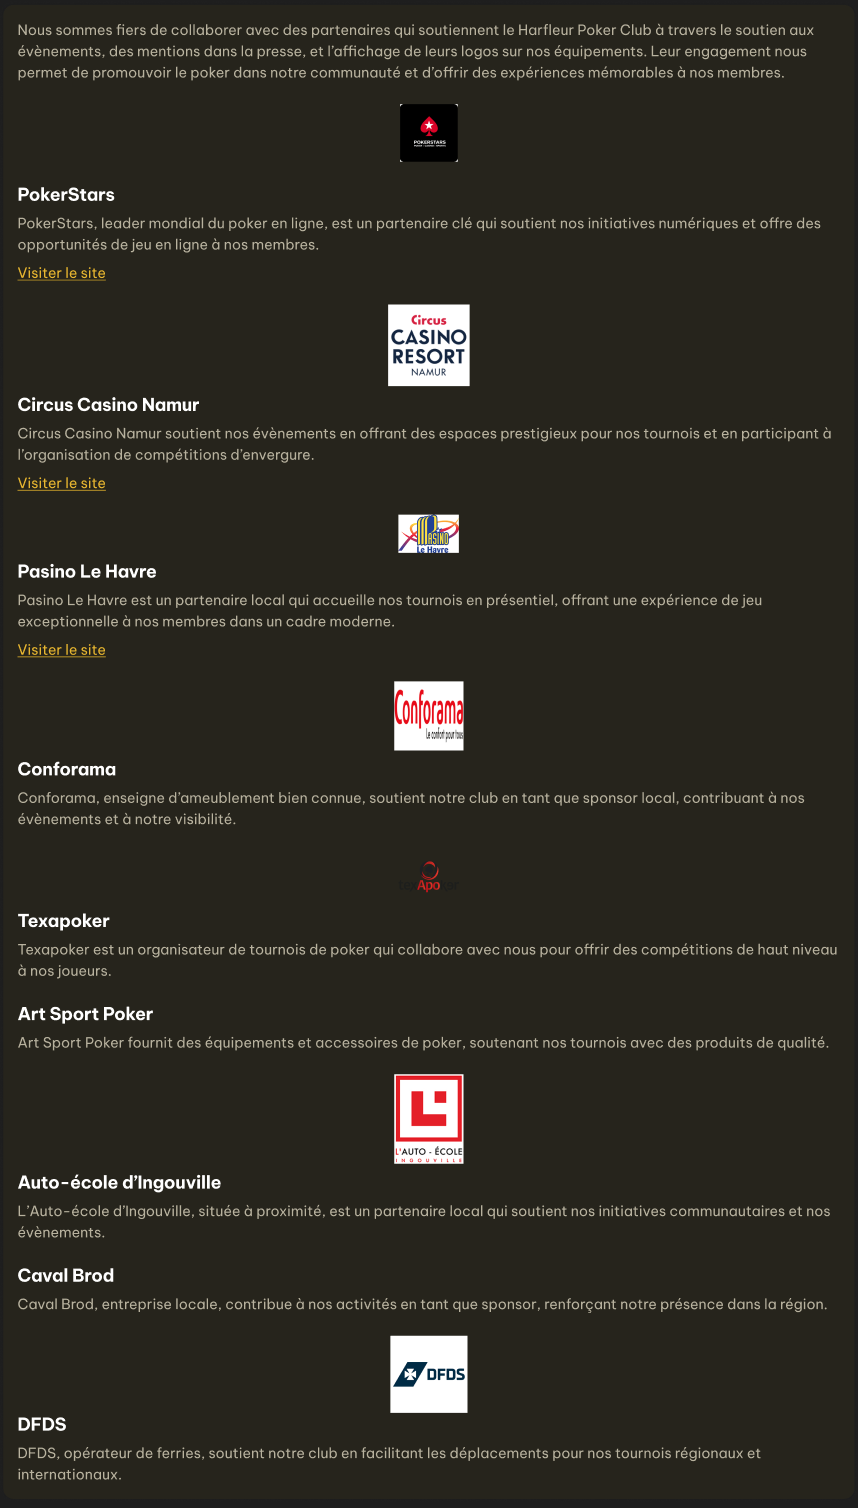 Nous sommes fiers de collaborer avec des partenaires qui soutiennent le Harfleur Poker Club à travers le soutien aux
évènements, des mentions dans la presse, et l'affichage de leurs logos sur nos équipements. Leur engagement nous
permet de promouvoir le poker dans notre communauté et d'offrir des expériences mémorables à nos membres.
POKERSTARS
PokerStars
PokerStars, leader mondial du poker en ligne, est un partenaire clé qui soutient nos initiatives numériques et offre des
opportunités de jeu en ligne à nos membres.
Visiter le site
Circus
CASINO
RESORT
NAMUR
Circus Casino Namur
Circus Casino Namur soutient nos évènements en offrant des espaces prestigieux pour nos tournois et en participant à
l'organisation de compétitions d'envergure.
Visiter le site
PASINO
Le Havre
Pasino Le Havre
Pasino Le Havre est un partenaire local qui accueille nos tournois en présentiel, offrant une expérience de jeu
exceptionnelle à nos membres dans un cadre moderne.
Visiter le site
Conforama
Le confort pour tous
Conforama
Conforama, enseigne d'ameublement bien connue, soutient notre club en tant que sponsor local, contribuant à nos
évènements et à notre visibilité.
texApoker
Texapoker
Texapoker est un organisateur de tournois de poker qui collabore avec nous pour offrir des compétitions de haut niveau
à nos joueurs.
Art Sport Poker
Art Sport Poker fournit des équipements et accessoires de poker, soutenant nos tournois avec des produits de qualité.
L'AUTO - ÉCOLE
INGOUVILLE
Auto-école d'Ingouville
L'Auto-école d'Ingouville, située à proximité, est un partenaire local qui soutient nos initiatives communautaires et nos
évènements.
Caval Brod
Caval Brod, entreprise locale, contribue à nos activités en tant que sponsor, renforçant notre présence dans la région.
DFDS
DFDS
DFDS, opérateur de ferries, soutient notre club en facilitant les déplacements pour nos tournois régionaux et
internationaux.